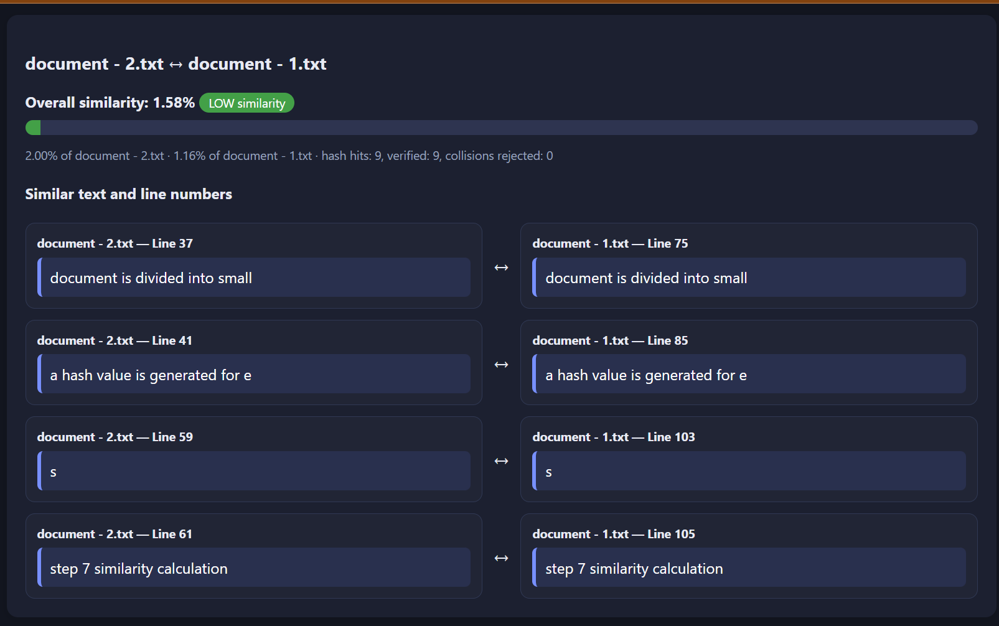 document - 2.txt ↔ document - 1.txt
Overall similarity: 1.58% LOW similarity
2.00% of document - 2.txt · 1.16% of document - 1.txt · hash hits: 9, verified: 9, collisions rejected: 0
Similar text and line numbers
document - 2.txt — Line 37
document is divided into small
↔
document - 1.txt — Line 75
document is divided into small
document - 2.txt — Line 41
a hash value is generated for e
↔
document - 1.txt — Line 85
a hash value is generated for e
document - 2.txt — Line 59
s
↔
document - 1.txt — Line 103
s
document - 2.txt — Line 61
step 7 similarity calculation
↔
document - 1.txt — Line 105
step 7 similarity calculation